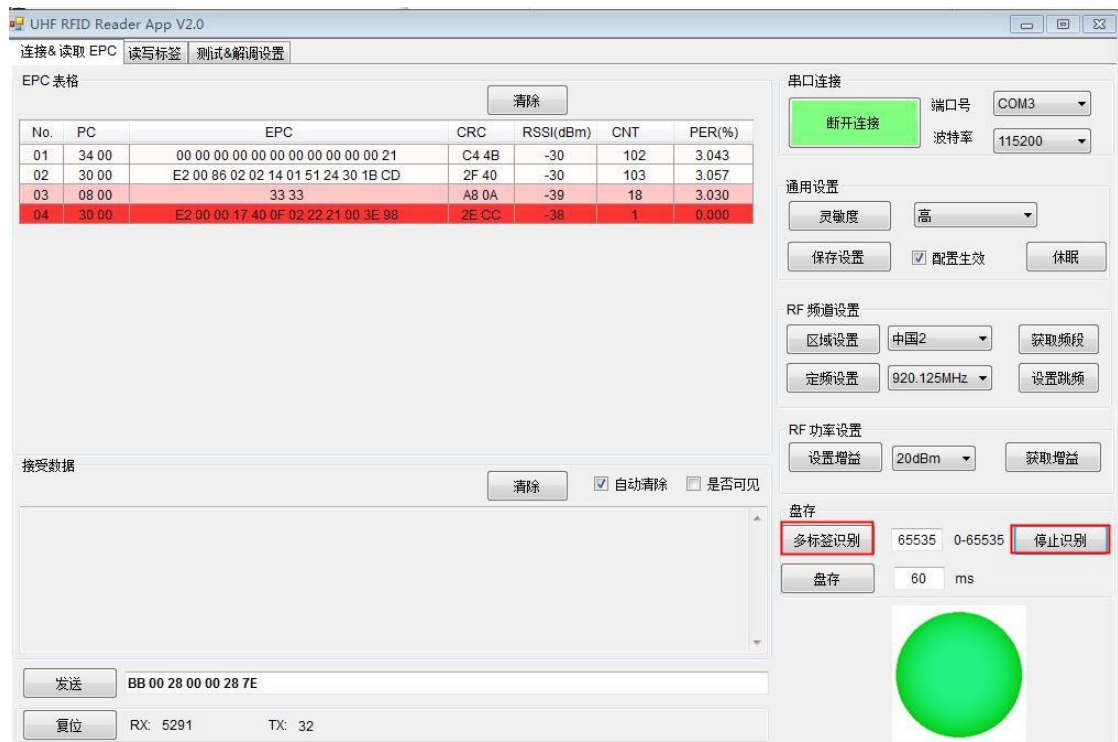 UHF RFID Reader App V2.0
连接&读取 EPC 读写标签 测试&解调设置
EPC 表格
清除
No. PC EPC CRC RSSI(dBm) CNT PER(%)
01 34 00 00 00 00 00 00 00 00 00 00 00 00 21 C4 4B -30 102 3.043
02 30 00 E2 00 86 02 02 14 01 51 24 30 1B CD 2F 40 -30 103 3.057
03 08 00 33 33 A8 0A -39 18 3.030
04 30 00 E2 00 00 17 40 0F 02 22 21 00 3E 98 2E CC -38 1 0.000
接受数据
清除 自动清除 是否可见
发送 BB 00 28 00 00 28 7E
复位 RX: 5291 TX: 32
串口连接
断开连接
端口号 COM3
波特率 115200
通用设置
灵敏度 高
保存设置 配置生效 休眠
RF 频道设置
区域设置 中国2 获取频段
定频设置 920.125MHz 设置跳频
RF 功率设置
设置增益 20dBm 获取增益
盘存
多标签识别 65535 0-65535 停止识别
盘存 60 ms